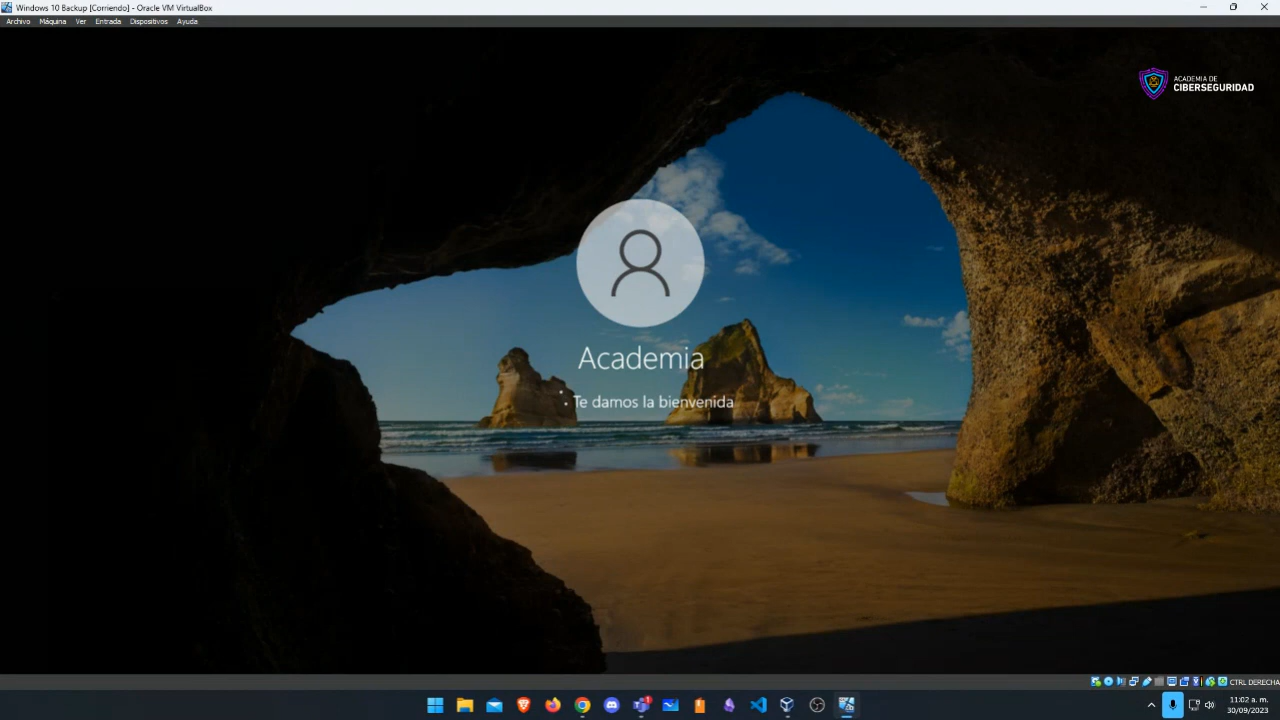 Windows 10 Backup [Corriendo] - Oracle VM VirtualBox
Archivo Máquina Ver Entrada Dispositivos Ayuda
ACADEMIA DE
CIBERSEGURIDAD
Academia
Te damos la bienvenida
CTRL DERECHA
11:02 a. m.
30/09/2023